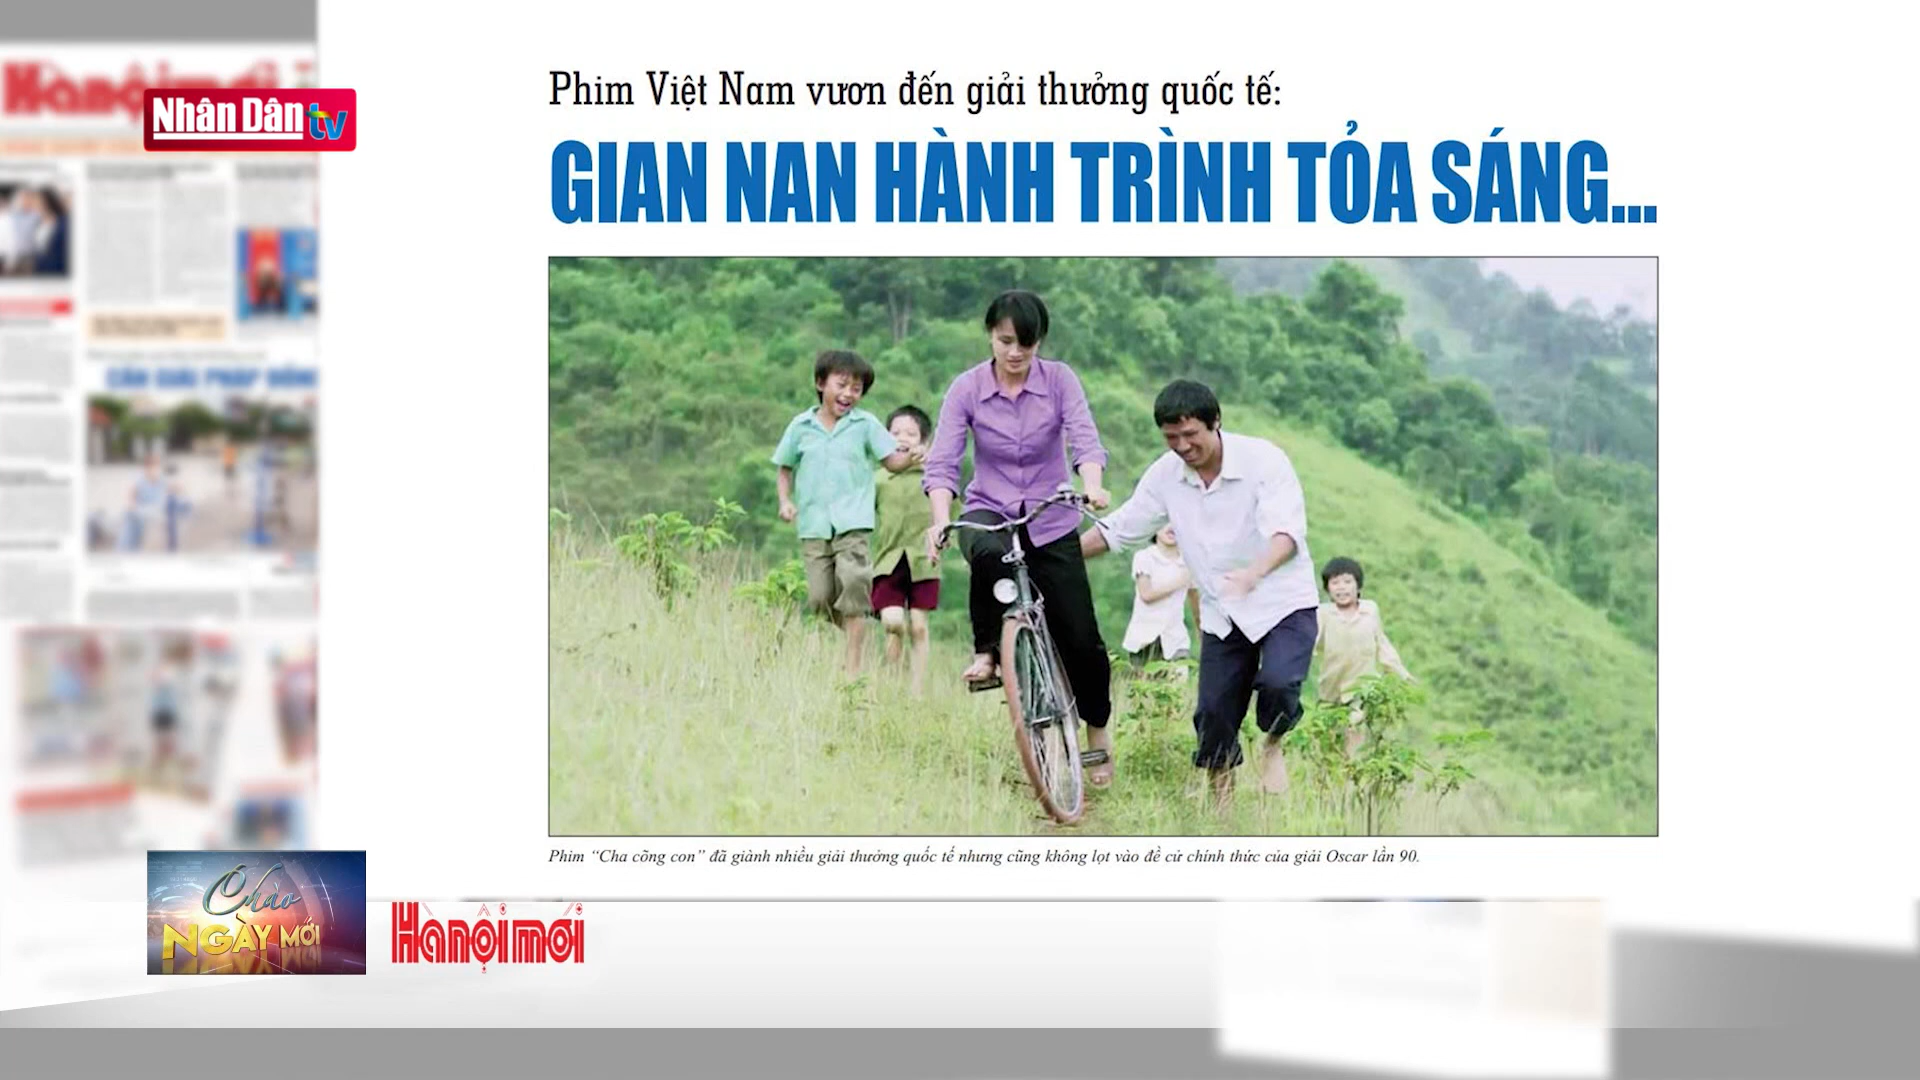 Phim Việt Nam vươn đến giải thưởng quốc tế:
GIAN NAN HÀNH TRÌNH TỎA SÁNG...
Nhân Dân tv
Phim “Cha cõng con” đã giành nhiều giải thưởng quốc tế nhưng cũng không lọt vào đề cử chính thức của giải Oscar lần 90.
Chào
NGÀY MỚI
Hànộimới